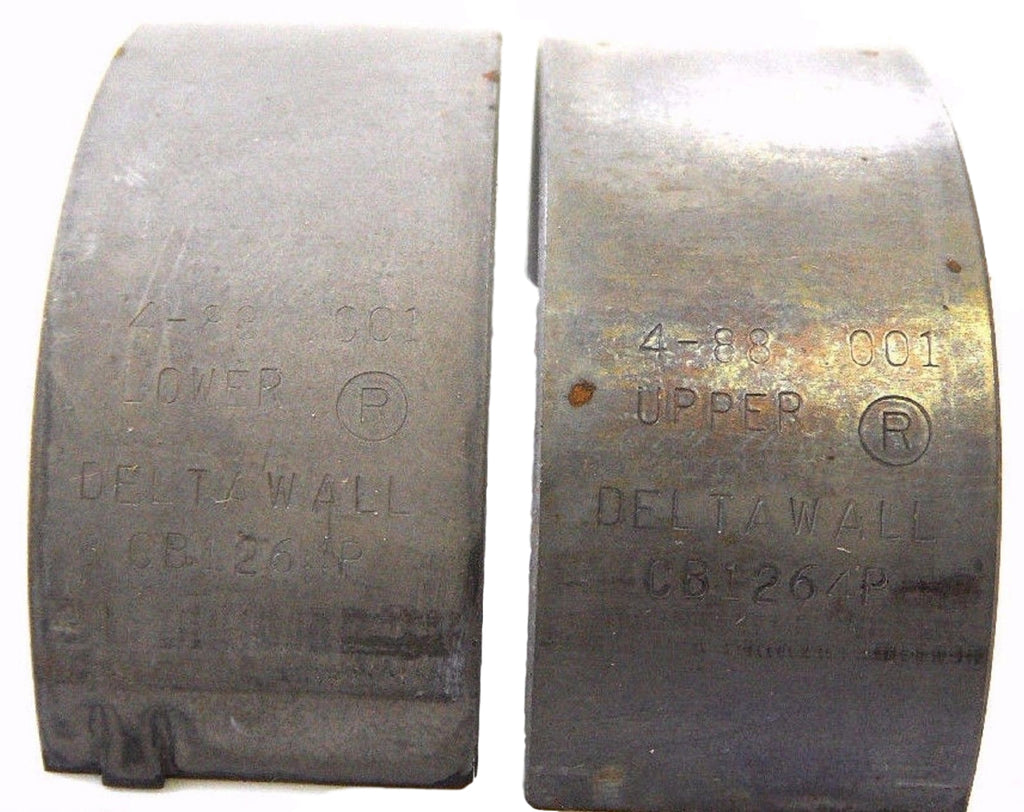 4-88 001
LOWER Ⓟ
DELTAWALL
CB1264P
4-88 001
UPPER Ⓡ
DELTAWALL
CB1264P